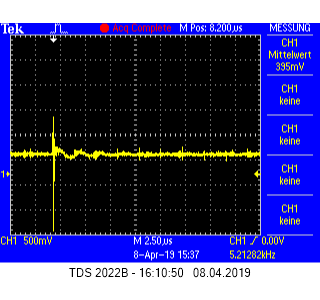 Tek Acq Complete M Pos: 8.200µs MESSUNG
CH1
Mittelwert
395mV
CH1
keine
CH1
keine
1
CH1
keine
CH1
keine
CH1 500mV M 2.50µs CH1 / 0.00V
8-Apr-19 15:37 5.21282kHz
TDS 2022B - 16:10:50 08.04.2019